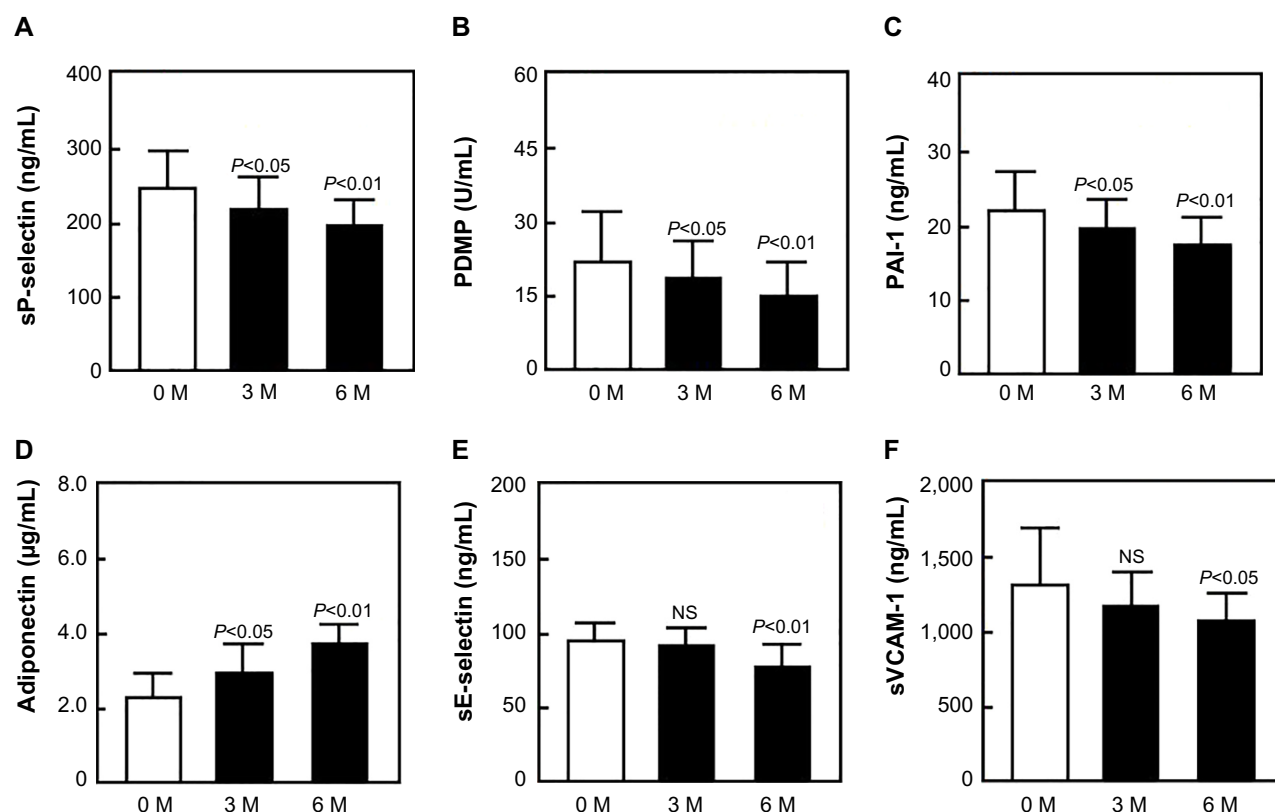 A
sP-selectin (ng/mL)
400
300
200
100
0
P<0.05
P<0.01
0 M 3 M 6 M
B
PDMP (U/mL)
60
45
30
15
0
P<0.05
P<0.01
0 M 3 M 6 M
C
PAI-1 (ng/mL)
40
30
20
10
0
P<0.05
P<0.01
0 M 3 M 6 M
D
Adiponectin (µg/mL)
8.0
6.0
4.0
2.0
0
P<0.05
P<0.01
0 M 3 M 6 M
E
sE-selectin (ng/mL)
200
150
100
50
0
NS
P<0.01
0 M 3 M 6 M
F
sVCAM-1 (ng/mL)
2,000
1,500
1,000
500
0
NS
P<0.05
0 M 3 M 6 M